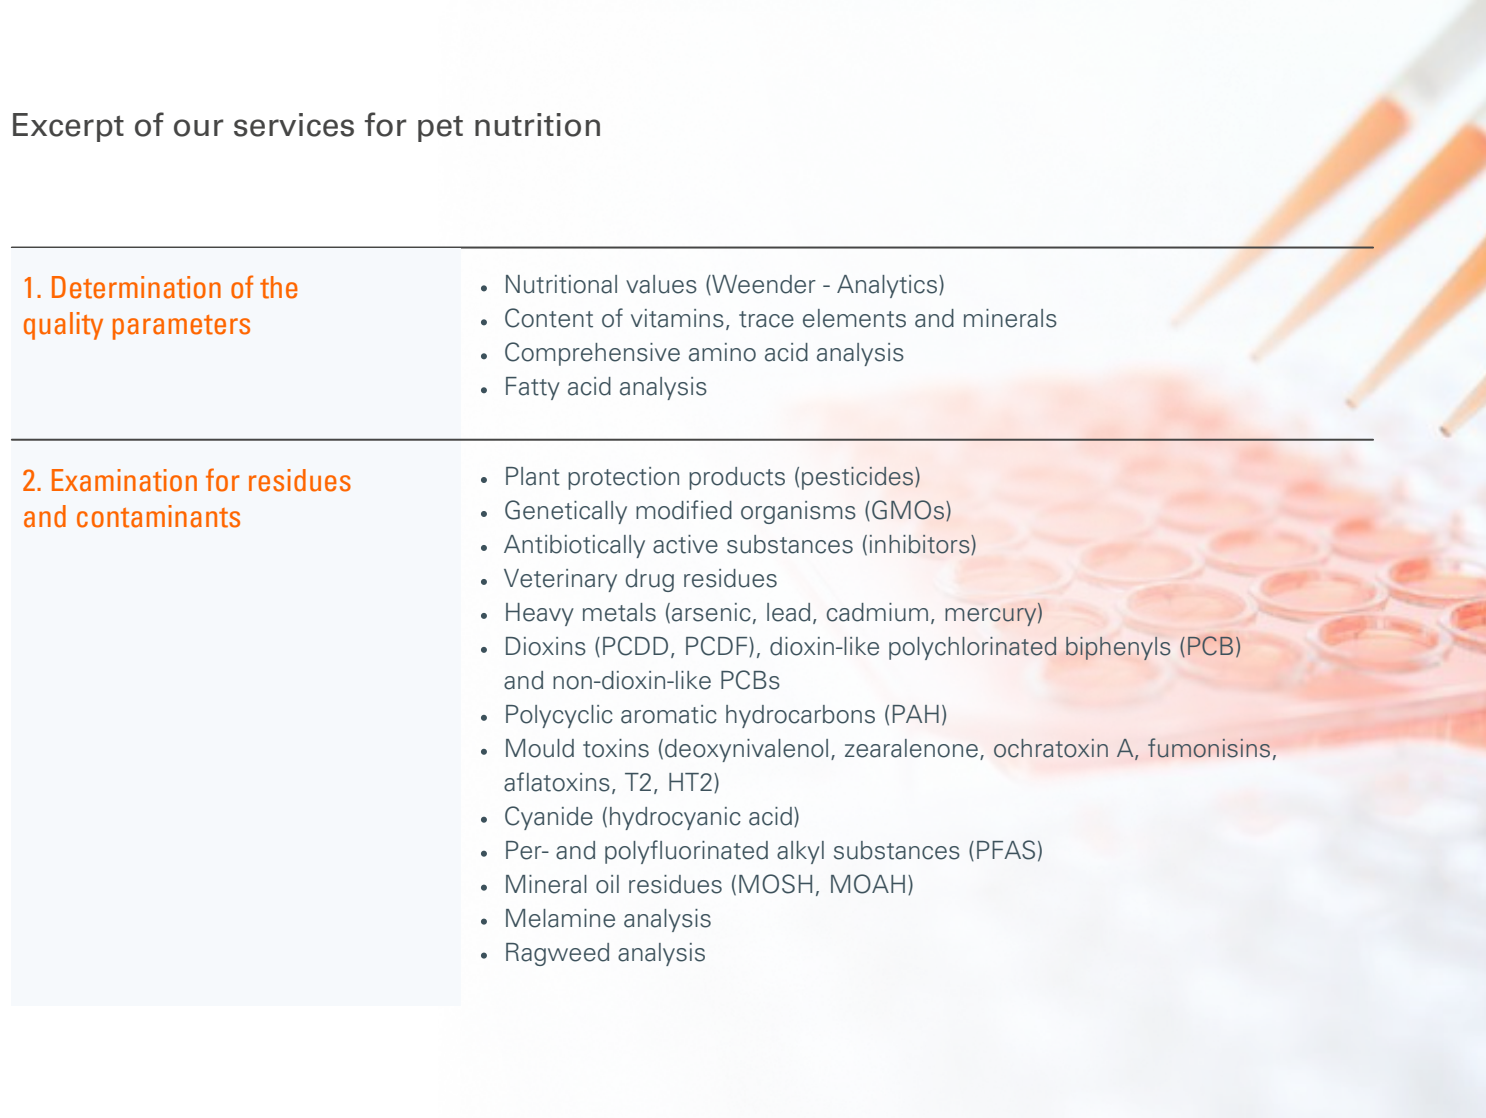 Excerpt of our services for pet nutrition
1. Determination of the
quality parameters
• Nutritional values (Weender - Analytics)
• Content of vitamins, trace elements and minerals
• Comprehensive amino acid analysis
• Fatty acid analysis
2. Examination for residues
and contaminants
• Plant protection products (pesticides)
• Genetically modified organisms (GMOs)
• Antibiotically active substances (inhibitors)
• Veterinary drug residues
• Heavy metals (arsenic, lead, cadmium, mercury)
• Dioxins (PCDD, PCDF), dioxin-like polychlorinated biphenyls (PCB)
and non-dioxin-like PCBs
• Polycyclic aromatic hydrocarbons (PAH)
• Mould toxins (deoxynivalenol, zearalenone, ochratoxin A, fumonisins,
aflatoxins, T2, HT2)
• Cyanide (hydrocyanic acid)
• Per- and polyfluorinated alkyl substances (PFAS)
• Mineral oil residues (MOSH, MOAH)
• Melamine analysis
• Ragweed analysis